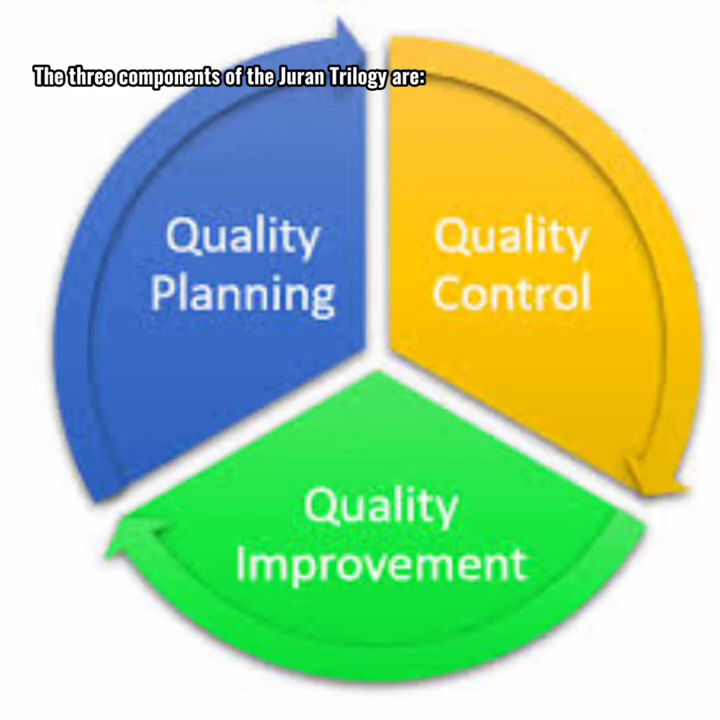 The three components of the Juran Trilogy are:
Quality
Planning
Quality
Control
Quality
Improvement